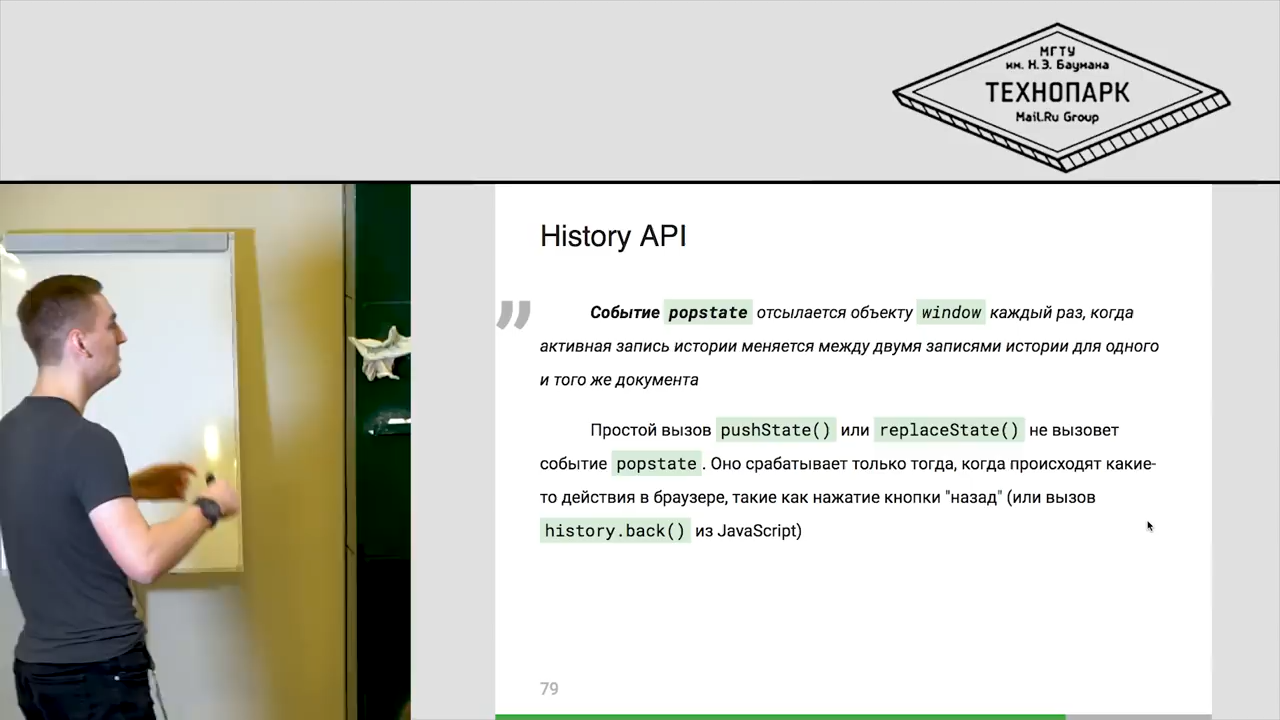 МГТУ
им. Н.Э. Баумана
ТЕХНОПАРК
Mail.Ru Group
History API
” Событие popstate отсылается объекту window каждый раз, когда
активная запись истории меняется между двумя записями истории для одного
и того же документа
Простой вызов pushState() или replaceState() не вызовет
событие popstate. Оно срабатывает только тогда, когда происходят какие-
то действия в браузере, такие как нажатие кнопки "назад" (или вызов
history.back() из JavaScript)
79